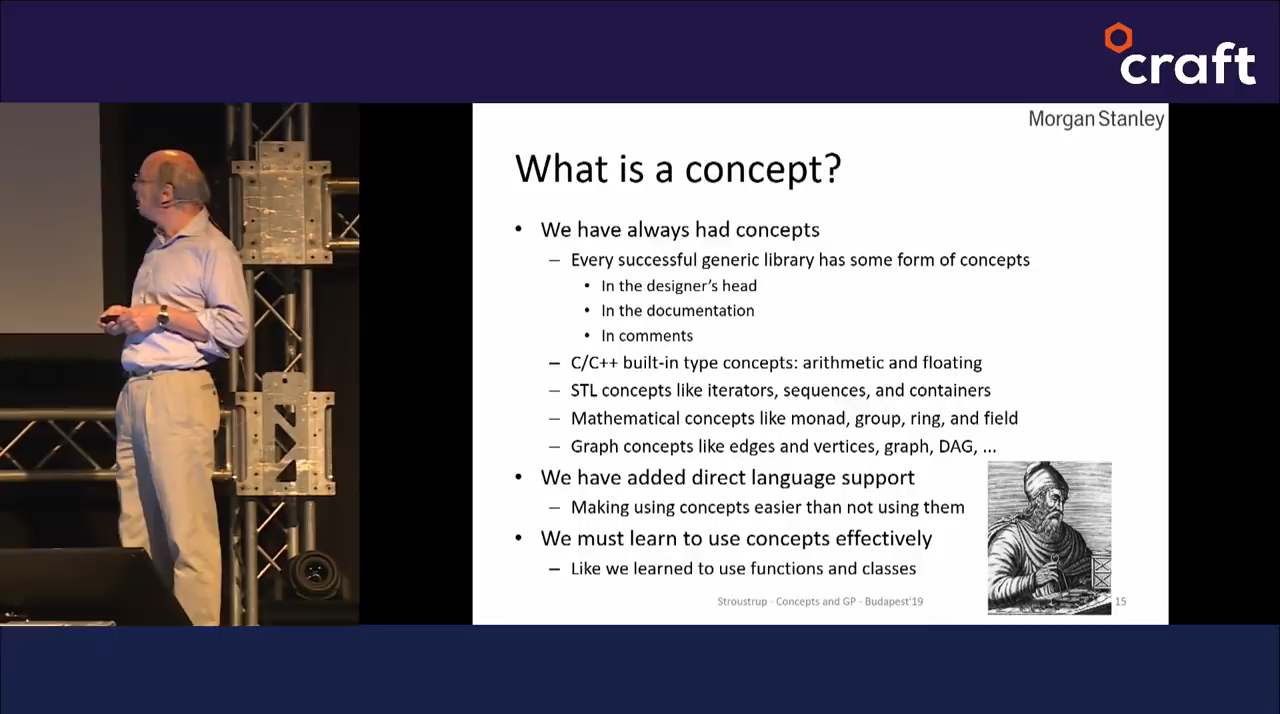 craft
Morgan Stanley
What is a concept?
• We have always had concepts
– Every successful generic library has some form of concepts
• In the designer's head
• In the documentation
• In comments
– C/C++ built-in type concepts: arithmetic and floating
– STL concepts like iterators, sequences, and containers
– Mathematical concepts like monad, group, ring, and field
– Graph concepts like edges and vertices, graph, DAG, ...
• We have added direct language support
– Making using concepts easier than not using them
• We must learn to use concepts effectively
– Like we learned to use functions and classes
Stroustrup - Concepts and GP - Budapest'19
15